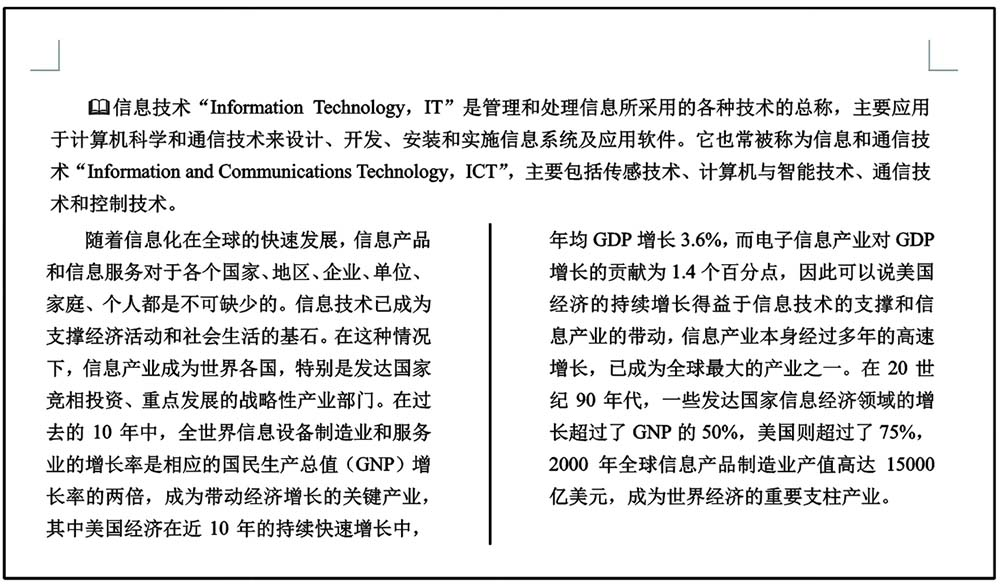 🕮信息技术“Information Technology，IT”是管理和处理信息所采用的各种技术的总称，主要应用
于计算机科学和通信技术来设计、开发、安装和实施信息系统及应用软件。它也常被称为信息和通信技
术“Information and Communications Technology，ICT”，主要包括传感技术、计算机与智能技术、通信技
术和控制技术。
随着信息化在全球的快速发展，信息产品
和信息服务对于各个国家、地区、企业、单位、
家庭、个人都是不可缺少的。信息技术已成为
支撑经济活动和社会生活的基石。在这种情况
下，信息产业成为世界各国，特别是发达国家
竞相投资、重点发展的战略性产业部门。在过
去的 10 年中，全世界信息设备制造业和服务
业的增长率是相应的国民生产总值（GNP）增
长率的两倍，成为带动经济增长的关键产业，
其中美国经济在近 10 年的持续快速增长中，
年均 GDP 增长 3.6%，而电子信息产业对 GDP
增长的贡献为 1.4 个百分点，因此可以说美国
经济的持续增长得益于信息技术的支撑和信
息产业的带动，信息产业本身经过多年的高速
增长，已成为全球最大的产业之一。在 20 世
纪 90 年代，一些发达国家信息经济领域的增
长超过了 GNP 的 50%，美国则超过了 75%，
2000 年全球信息产品制造业产值高达 15000
亿美元，成为世界经济的重要支柱产业。